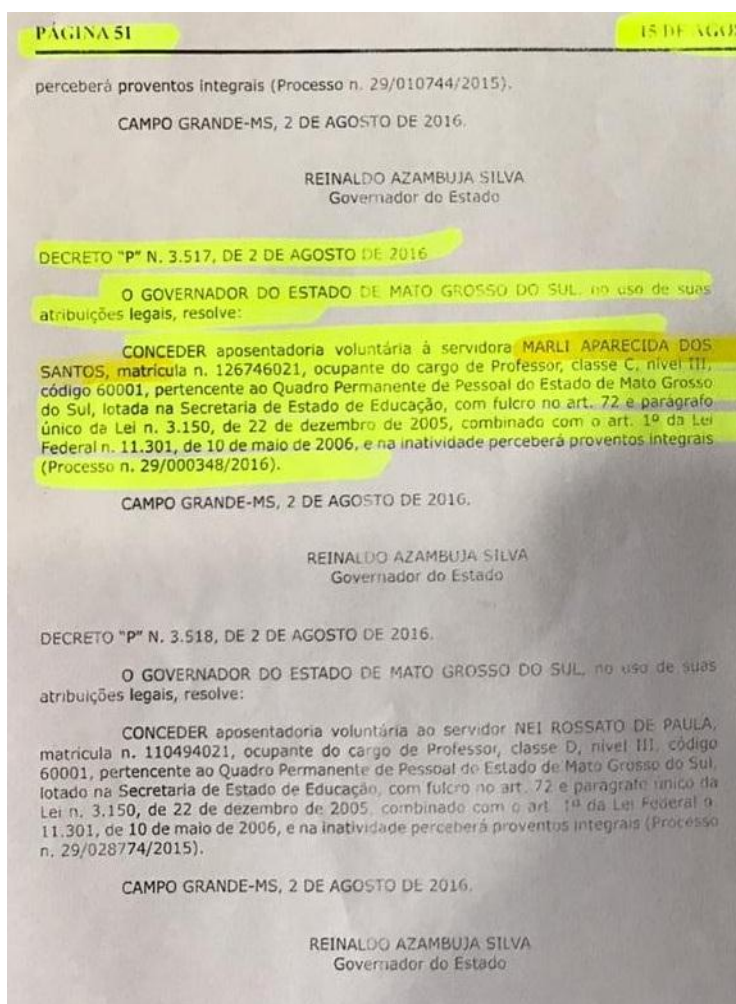 PÁGINA 51
15 DE AGOS
perceberá proventos integrais (Processo n. 29/010744/2015).
CAMPO GRANDE-MS, 2 DE AGOSTO DE 2016.
REINALDO AZAMBUJA SILVA
Governador do Estado
DECRETO "P" N. 3.517, DE 2 DE AGOSTO DE 2016
O GOVERNADOR DO ESTADO DE MATO GROSSO DO SUL, no uso de suas
atribuições legais, resolve:
CONCEDER aposentadoria voluntária à servidora MARLI APARECIDA DOS
SANTOS, matrícula n. 126746021, ocupante do cargo de Professor, classe C, nível III,
código 60001, pertencente ao Quadro Permanente de Pessoal do Estado de Mato Grosso
do Sul, lotada na Secretaria de Estado de Educação, com fulcro no art. 72 e parágrafo
único da Lei n. 3.150, de 22 de dezembro de 2005, combinado com o art. 1º da Lei
Federal n. 11.301, de 10 de maio de 2006, e na inatividade perceberá proventos integrais
(Processo n. 29/000348/2016).
CAMPO GRANDE-MS, 2 DE AGOSTO DE 2016.
REINALDO AZAMBUJA SILVA
Governador do Estado
DECRETO "P" N. 3.518, DE 2 DE AGOSTO DE 2016.
O GOVERNADOR DO ESTADO DE MATO GROSSO DO SUL, no uso de suas
atribuições legais, resolve:
CONCEDER aposentadoria voluntária ao servidor NEI ROSSATO DE PAULA,
matrícula n. 110494021, ocupante do cargo de Professor, classe D, nível III, código
60001, pertencente ao Quadro Permanente de Pessoal do Estado de Mato Grosso do Sul,
lotado na Secretaria de Estado de Educação, com fulcro no art. 72 e parágrafo único da
Lei n. 3.150, de 22 de dezembro de 2005, combinado com o art. 1º da Lei Federal n.
11.301, de 10 de maio de 2006, e na inatividade perceberá proventos integrais (Processo
n. 29/028774/2015).
CAMPO GRANDE-MS, 2 DE AGOSTO DE 2016.
REINALDO AZAMBUJA SILVA
Governador do Estado